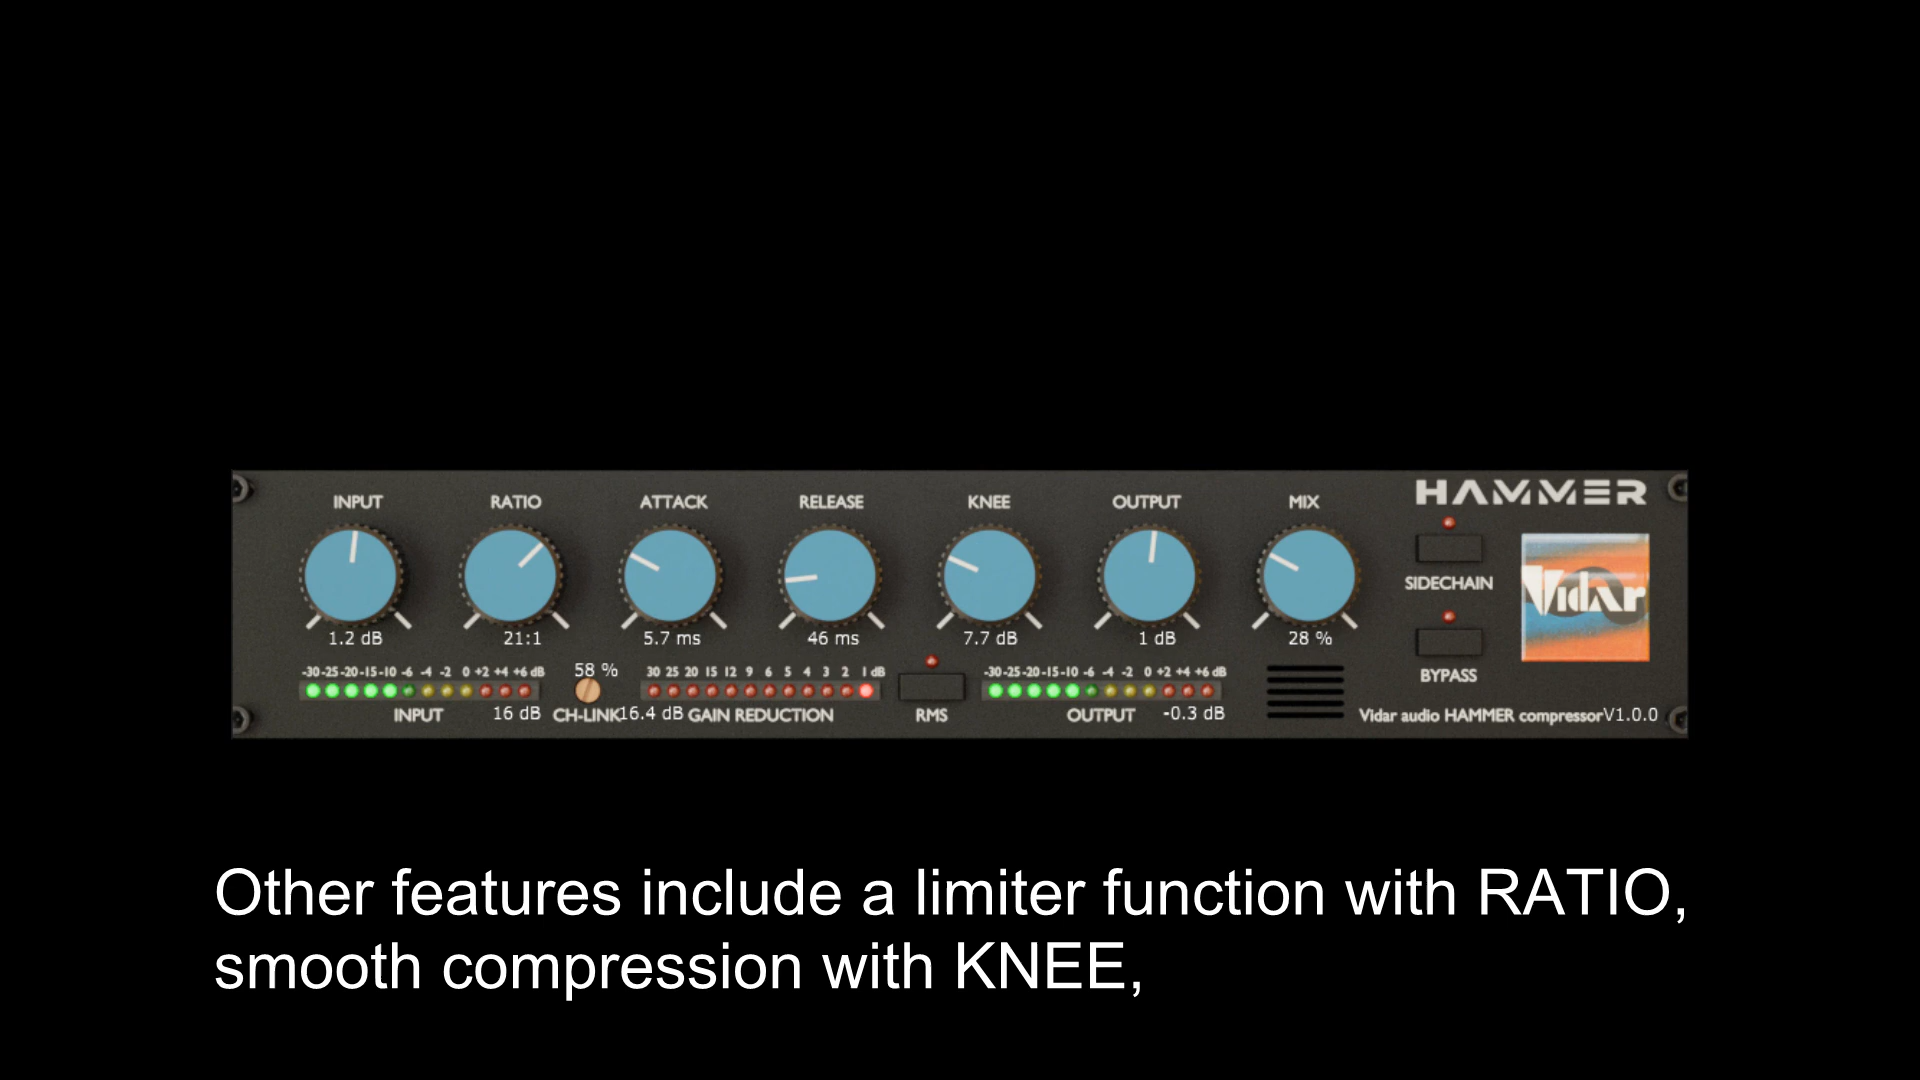 INPUT RATIO ATTACK RELEASE KNEE OUTPUT MIX HAMMER
SIDECHAIN
Vidar
1.2 dB 21:1 5.7 ms 46 ms 7.7 dB 1 dB 28 %
-30 -25 -20 -15 -10 -6 -4 -2 0 +2 +4 +6 dB 58 % 30 25 20 15 12 9 6 5 4 3 2 1 dB -30 -25 -20 -15 -10 -6 -4 -2 0 +2 +4 +6 dB BYPASS
INPUT 16 dB CH-LINK 16.4 dB GAIN REDUCTION RMS OUTPUT -0.3 dB Vidar audio HAMMER compressor V1.0.0
Other features include a limiter function with RATIO,
smooth compression with KNEE,